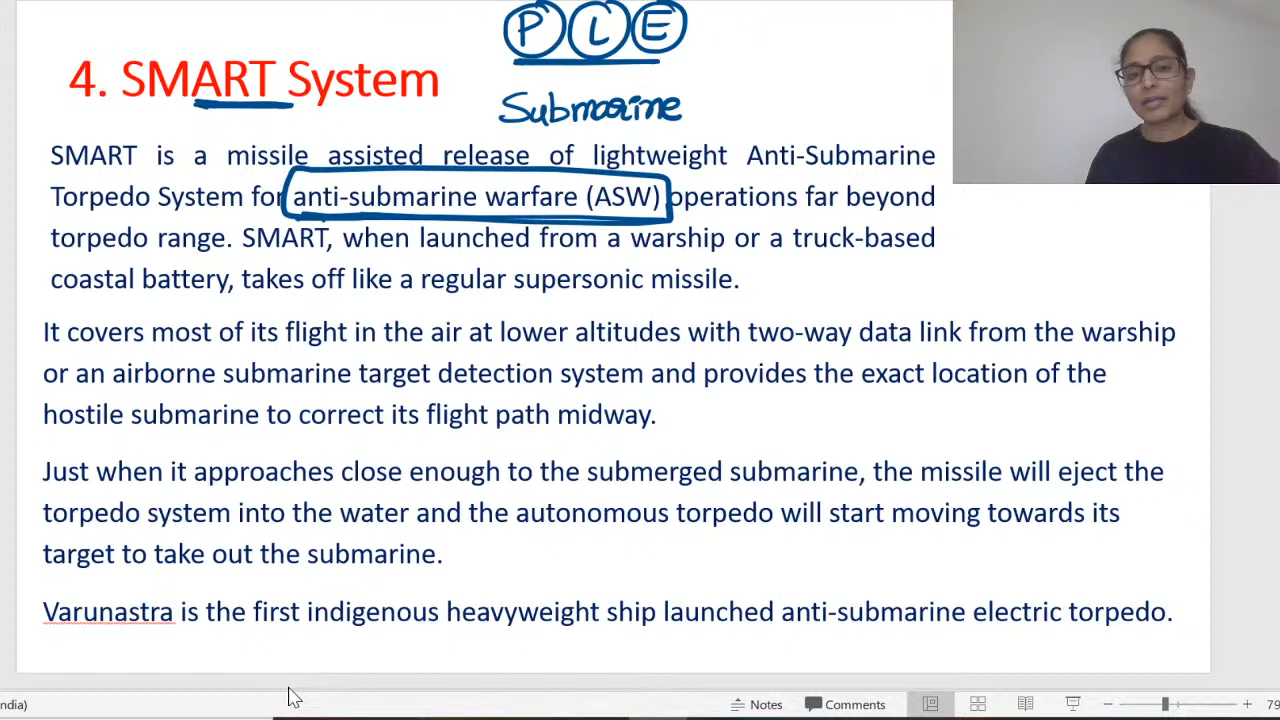 P L E
4. SMART System
Submarine
SMART is a missile assisted release of lightweight Anti-Submarine
Torpedo System for anti-submarine warfare (ASW) operations far beyond
torpedo range. SMART, when launched from a warship or a truck-based
coastal battery, takes off like a regular supersonic missile.
It covers most of its flight in the air at lower altitudes with two-way data link from the warship
or an airborne submarine target detection system and provides the exact location of the
hostile submarine to correct its flight path midway.
Just when it approaches close enough to the submerged submarine, the missile will eject the
torpedo system into the water and the autonomous torpedo will start moving towards its
target to take out the submarine.
Varunastra is the first indigenous heavyweight ship launched anti-submarine electric torpedo.
ndia) Notes Comments 79